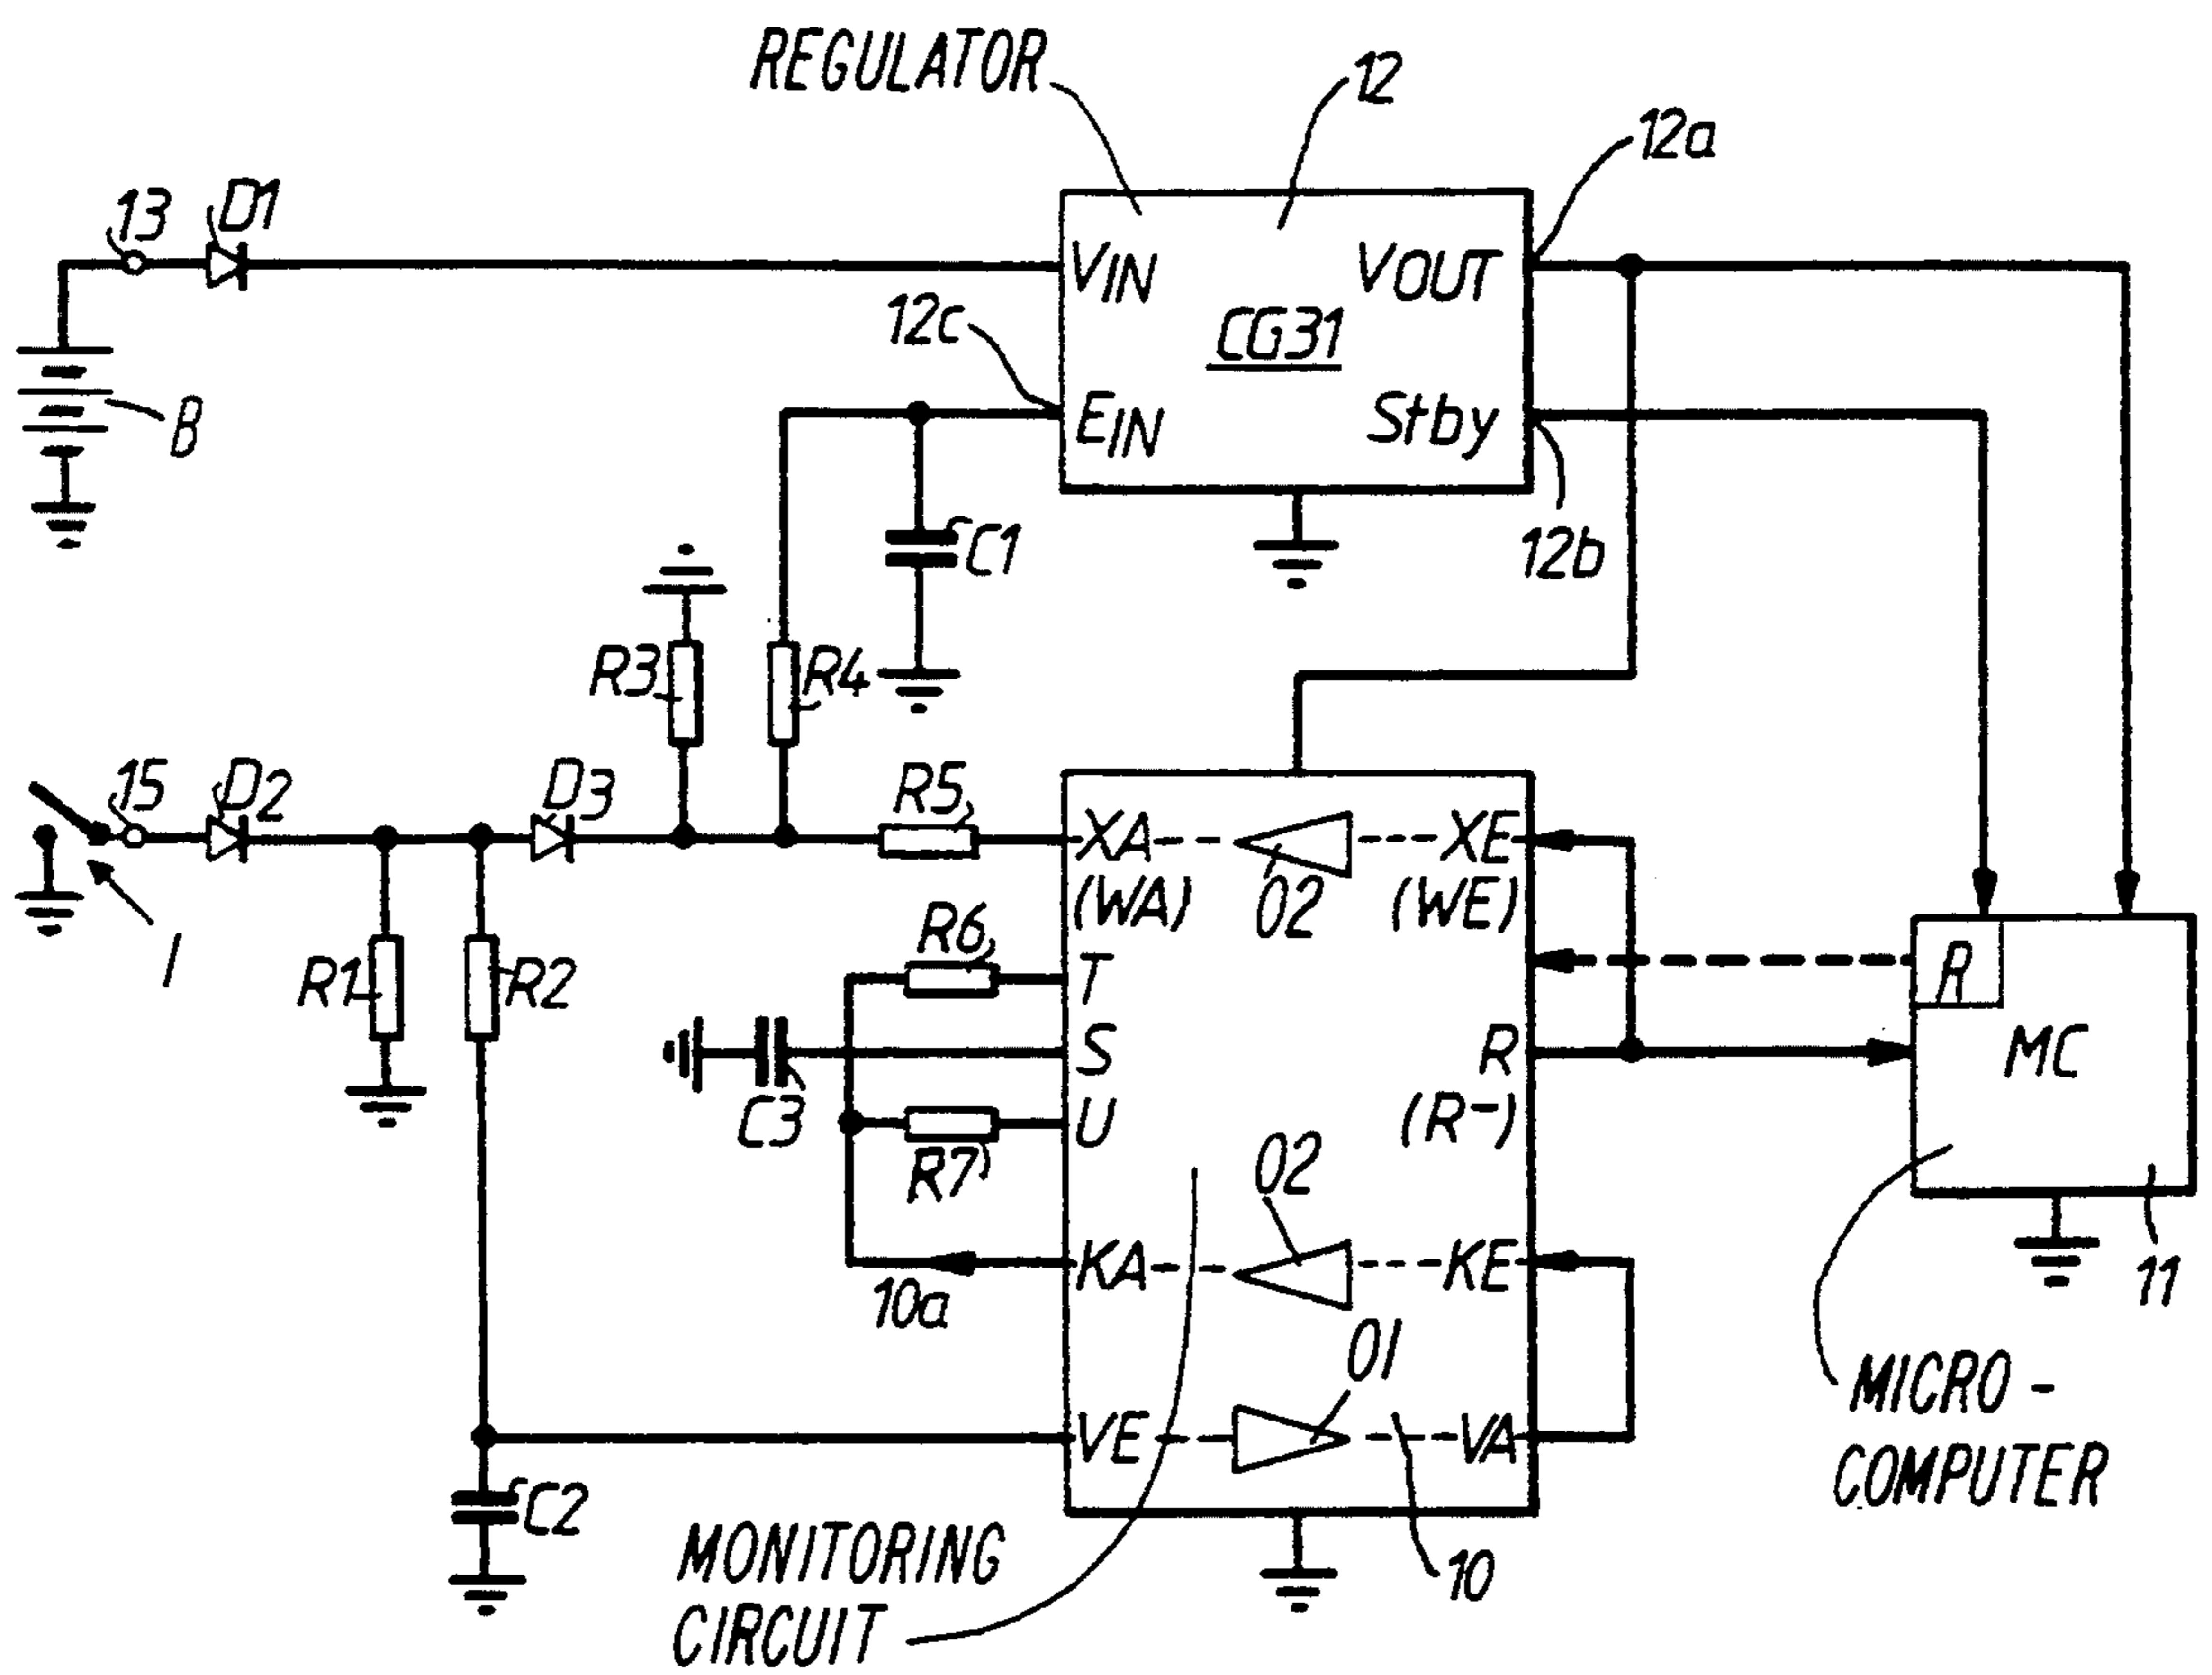 REGULATOR
12
12a
13
D1
VIN
VOUT
12c
CG31
B
EIN
Stby
C1
12b
R3
R4
15
D2
D3
R5
XA
XE
(WA)
02
(WE)
I
R1
R2
R6
T
R
S
R
MC
C3
U
(R-)
R7
02
KA
KE
10a
11
01
VE
VA
MICRO-
COMPUTER
C2
MONITORING
CIRCUIT
10